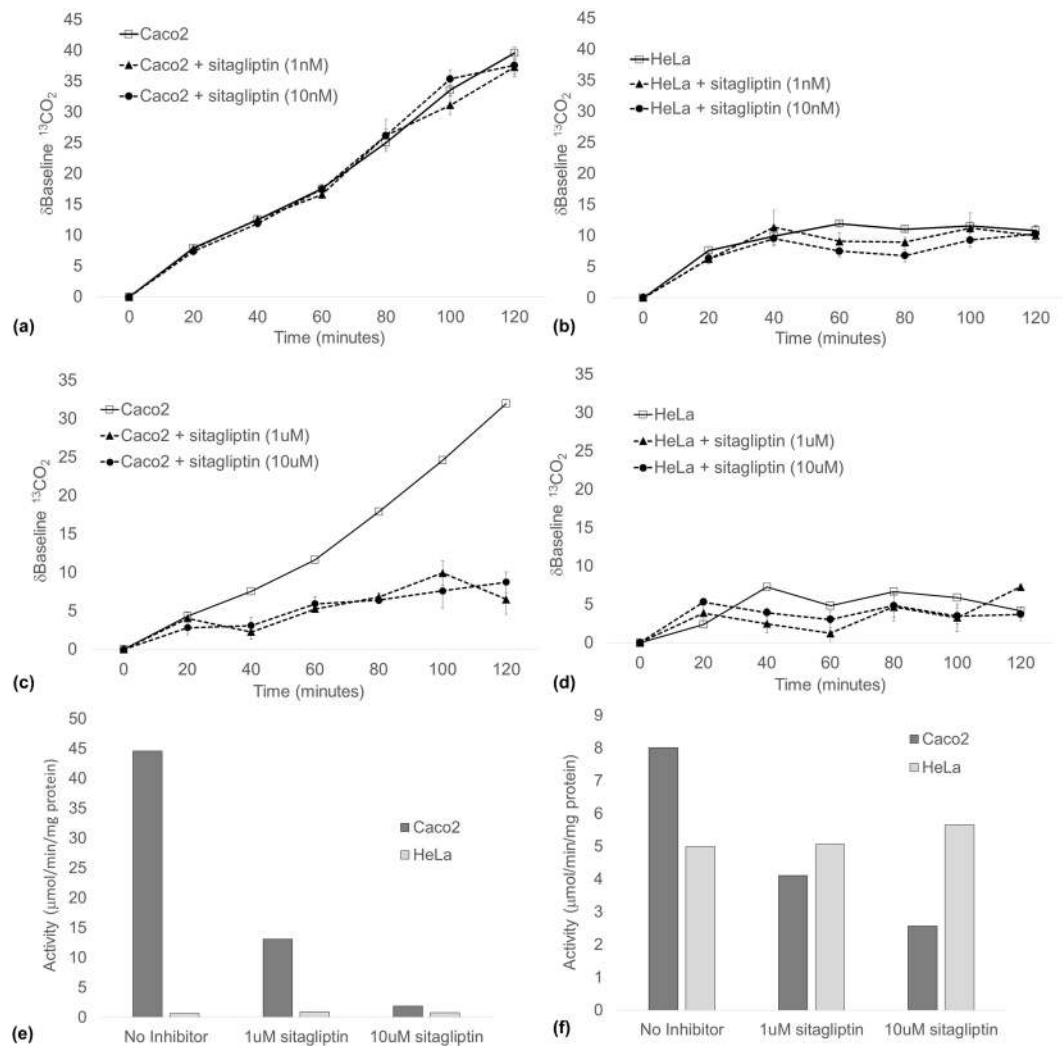 45
40
35
30
25
20
15
10
5
0
δBaseline ¹³CO₂
Caco2
Caco2 + sitagliptin (1nM)
Caco2 + sitagliptin (10nM)
0 20 40 60 80 100 120
Time (minutes)
(a)
45
40
35
30
25
20
15
10
5
0
δBaseline ¹³CO₂
HeLa
HeLa + sitagliptin (1nM)
HeLa + sitagliptin (10nM)
0 20 40 60 80 100 120
Time (minutes)
(b)
35
30
25
20
15
10
5
0
δBaseline ¹³CO₂
Caco2
Caco2 + sitagliptin (1uM)
Caco2 + sitagliptin (10uM)
0 20 40 60 80 100 120
Time (minutes)
(c)
35
30
25
20
15
10
5
0
δBaseline ¹³CO₂
HeLa
HeLa + sitagliptin (1uM)
HeLa + sitagliptin (10uM)
0 20 40 60 80 100 120
Time (minutes)
(d)
50
45
40
35
30
25
20
15
10
5
0
Activity (μmol/min/mg protein)
Caco2
HeLa
No Inhibitor 1uM sitagliptin 10uM sitagliptin
(e)
9
8
7
6
5
4
3
2
1
0
Activity (μmol/min/mg protein)
Caco2
HeLa
No Inhibitor 1uM sitagliptin 10uM sitagliptin
(f)